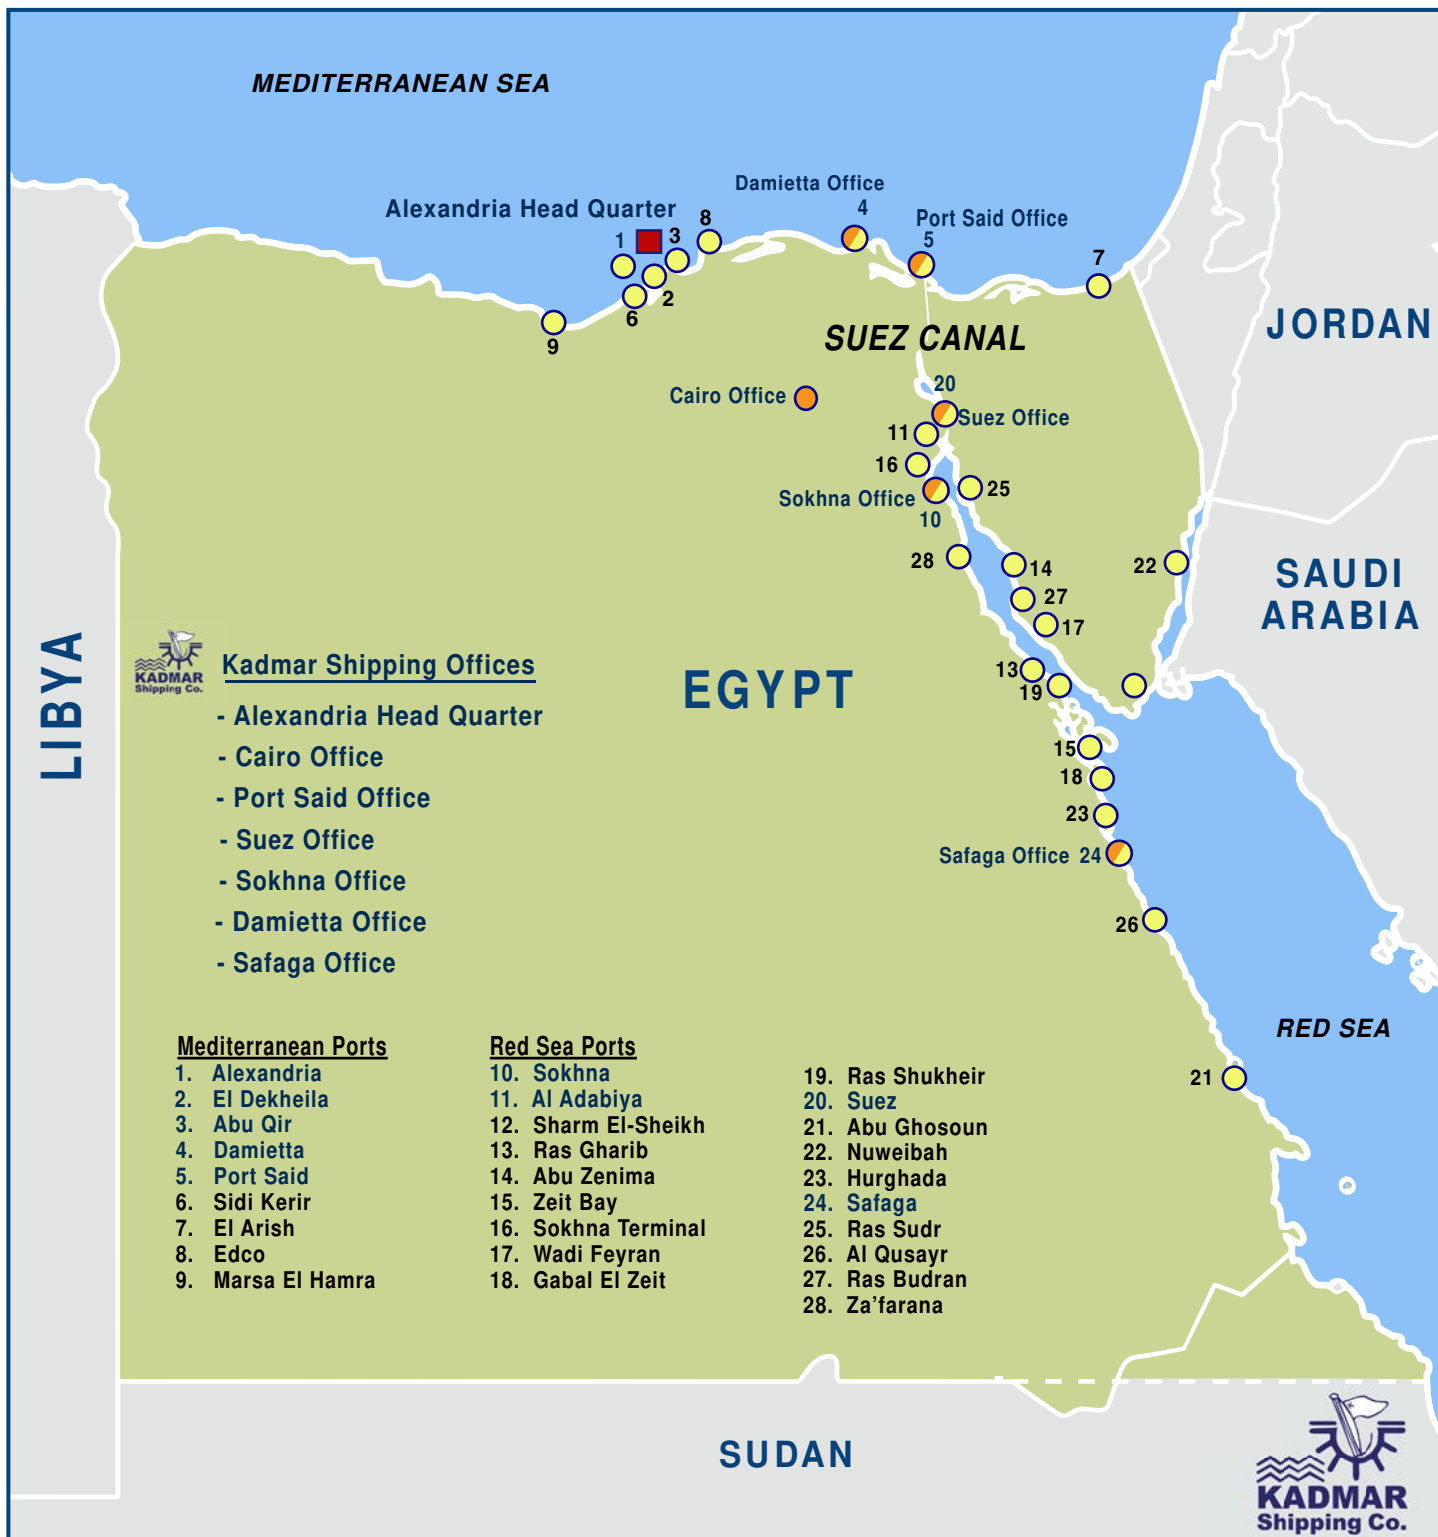 MEDITERRANEAN SEA
Damietta Office
4
Alexandria Head Quarter
Port Said Office
8
5
1
3
7
2
6
9
JORDAN
SUEZ CANAL
20
Cairo Office
Suez Office
11
16
25
Sokhna Office
10
28
14
22
SAUDI
ARABIA
27
17
13
19
EGYPT
LIBYA
KADMAR
Shipping Co.
Kadmar Shipping Offices
- Alexandria Head Quarter
- Cairo Office
- Port Said Office
- Suez Office
- Sokhna Office
- Damietta Office
- Safaga Office
15
18
23
Safaga Office 24
26
RED SEA
21
Mediterranean Ports
1. Alexandria
2. El Dekheila
3. Abu Qir
4. Damietta
5. Port Said
6. Sidi Kerir
7. El Arish
8. Edco
9. Marsa El Hamra
Red Sea Ports
10. Sokhna
11. Al Adabiya
12. Sharm El-Sheikh
13. Ras Gharib
14. Abu Zenima
15. Zeit Bay
16. Sokhna Terminal
17. Wadi Feyran
18. Gabal El Zeit
19. Ras Shukheir
20. Suez
21. Abu Ghosoun
22. Nuweibah
23. Hurghada
24. Safaga
25. Ras Sudr
26. Al Qusayr
27. Ras Budran
28. Za'farana
SUDAN
KADMAR
Shipping Co.